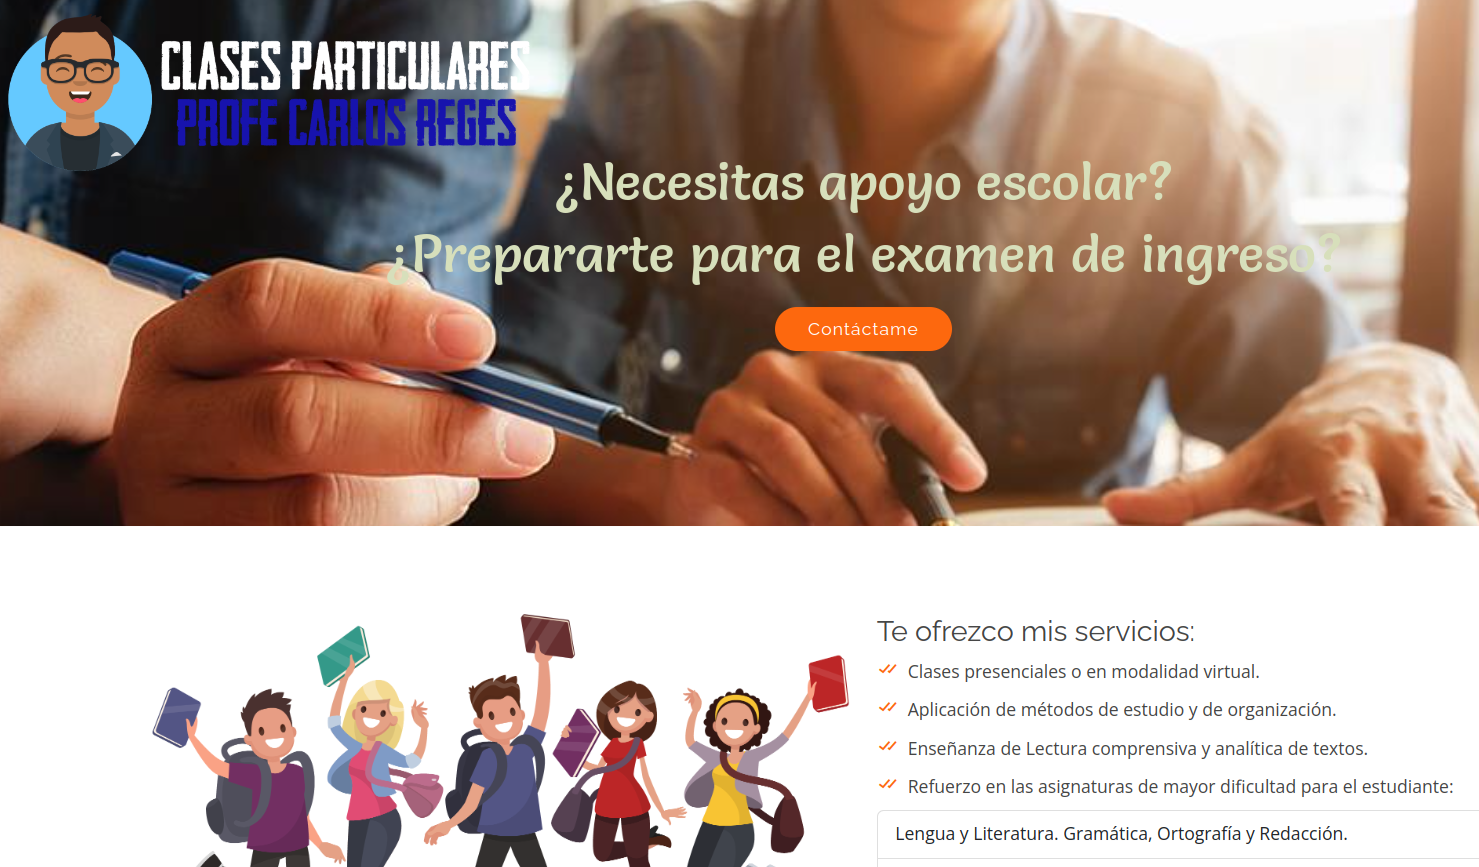 CLASES PARTICULARES
PROFE CARLOS REGES
¿Necesitas apoyo escolar?
¿Prepararte para el examen de ingreso?
Contáctame
Te ofrezco mis servicios:
Clases presenciales o en modalidad virtual.
Aplicación de métodos de estudio y de organización.
Enseñanza de Lectura comprensiva y analítica de textos.
Refuerzo en las asignaturas de mayor dificultad para el estudiante:
Lengua y Literatura. Gramática, Ortografía y Redacción.